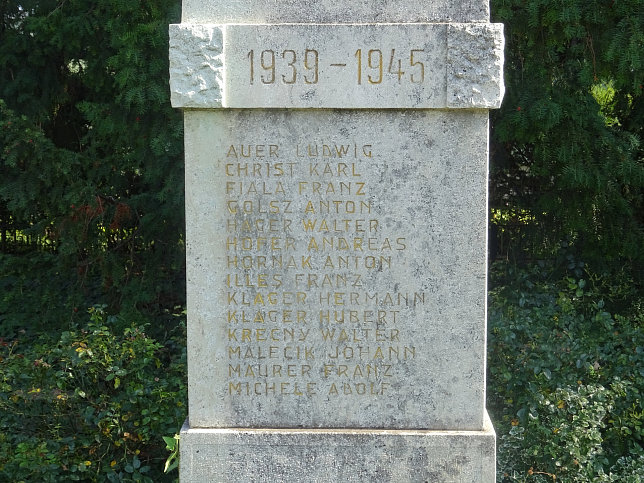 1939 - 1945
AUER LUDWIG
CHRIST KARL
FIALA FRANZ
GOLSZ ANTON
HAGER WALTER
HOFER ANDREAS
HORNAK ANTON
ILLES FRANZ
KLAGER HERMANN
KLAGER HUBERT
KRECNY WALTER
MALECIK JOHANN
MAURER FRANZ
MICHELE ADOLF